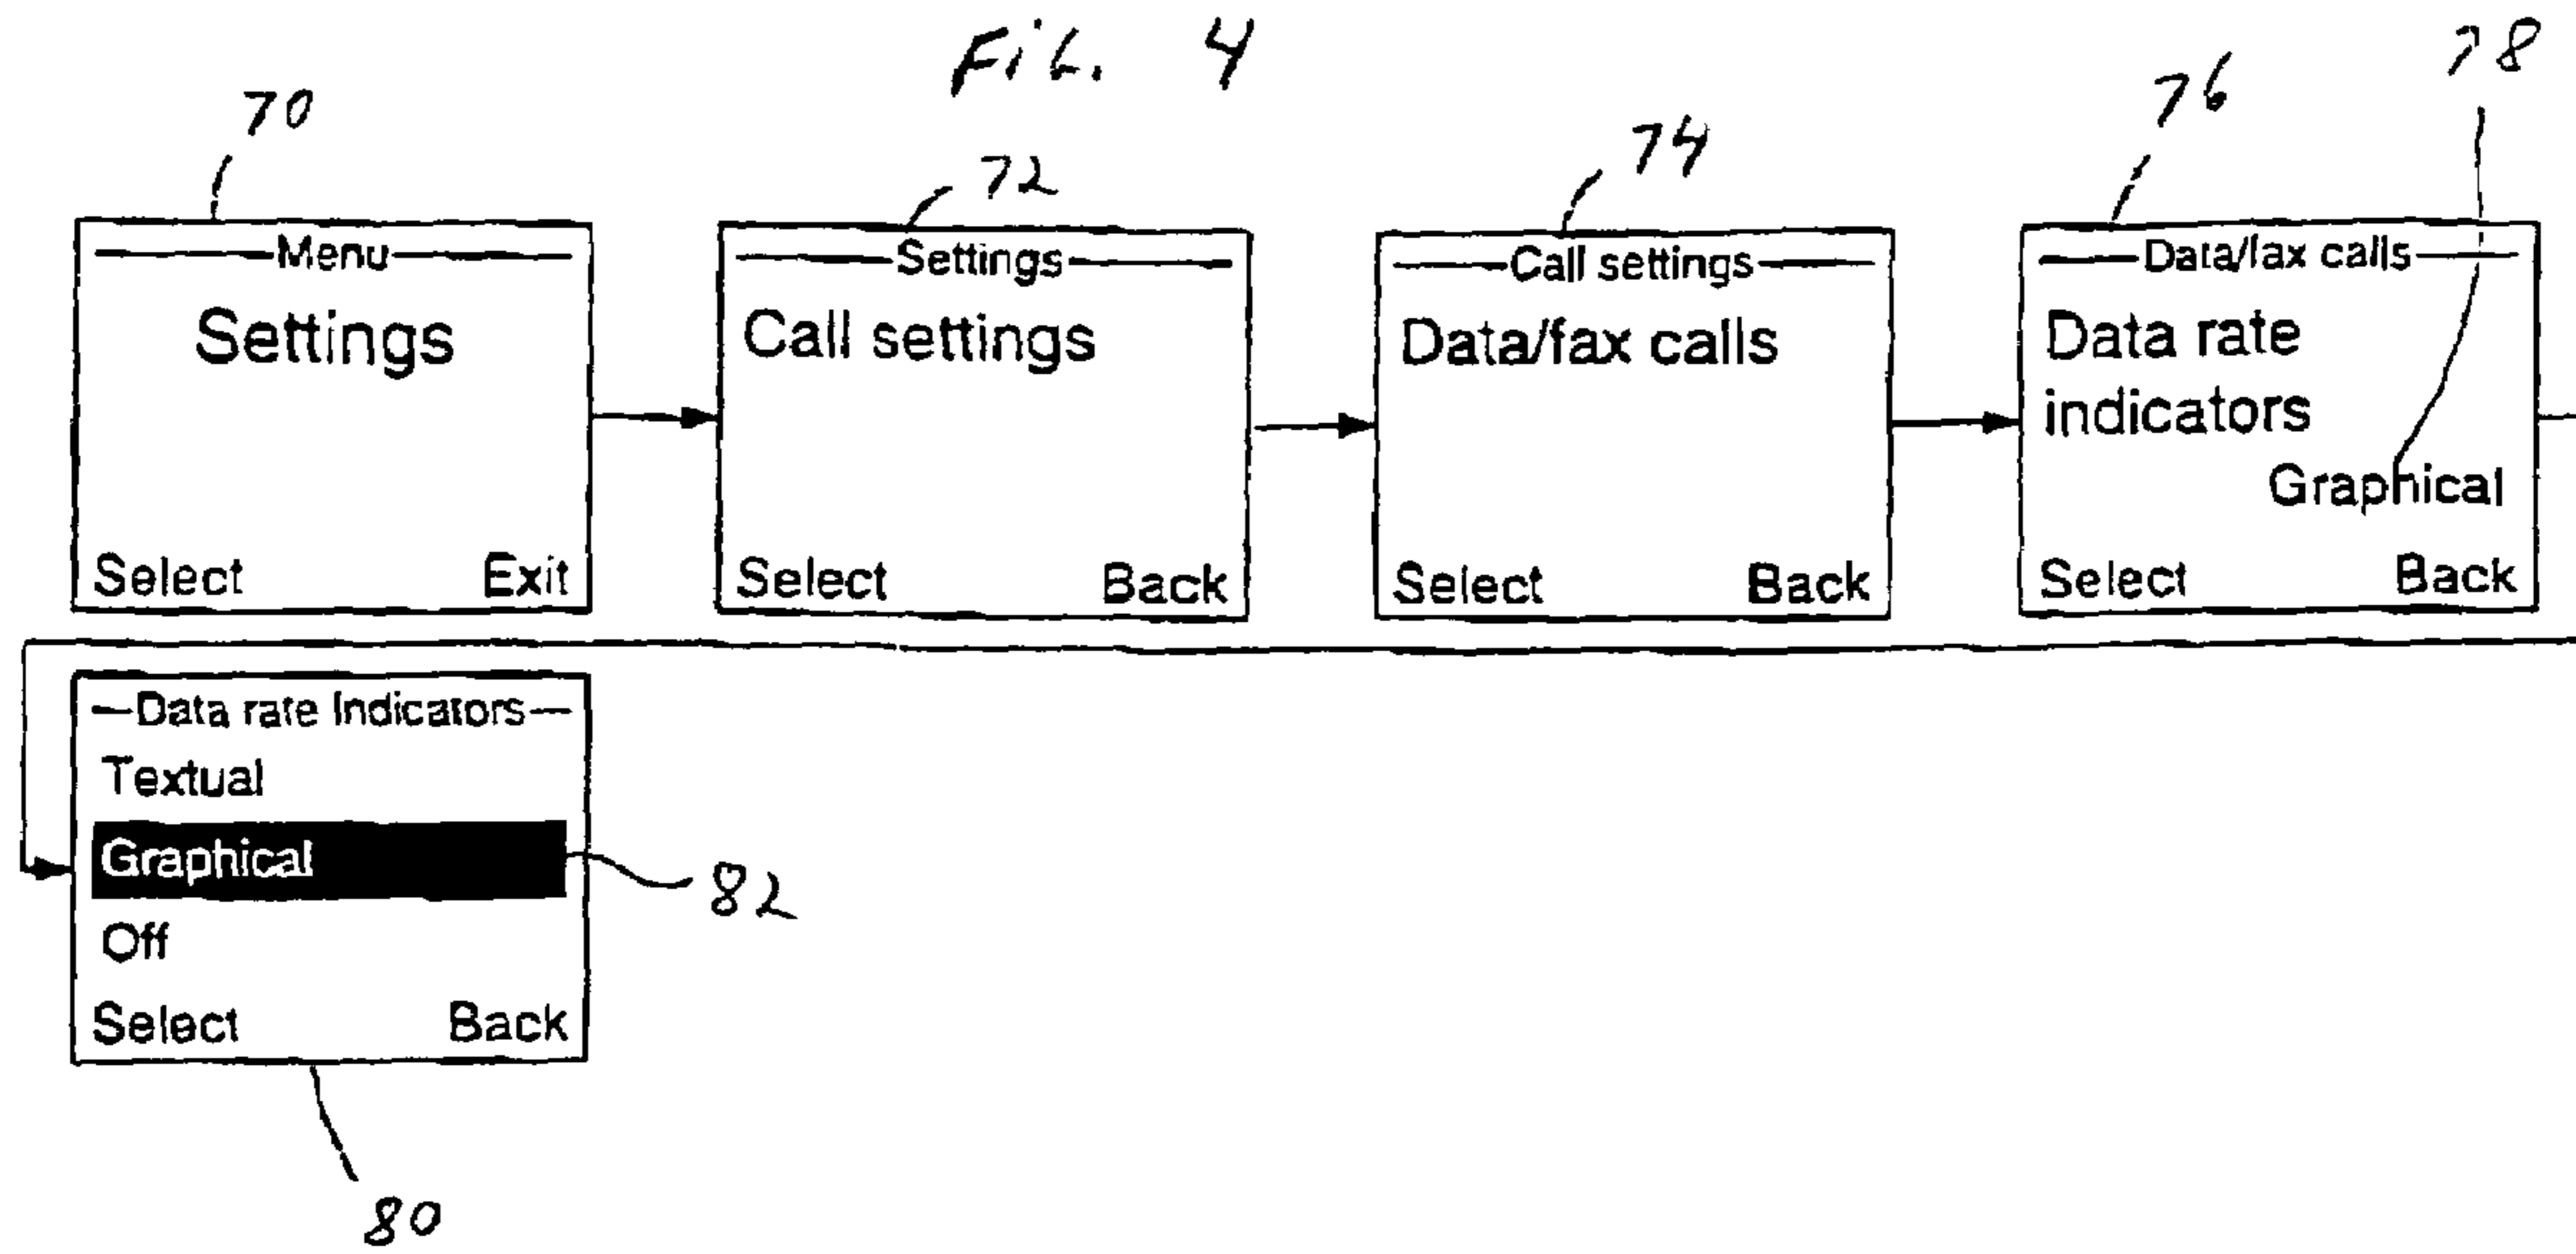 Fig. 4
70
72
74
76
78
Menu
Settings
Select Exit
Settings
Call settings
Select Back
Call settings
Data/fax calls
Select Back
Data/fax calls
Data rate
indicators
Graphical
Select Back
Data rate Indicators
Textual
Graphical
Off
Select Back
82
80